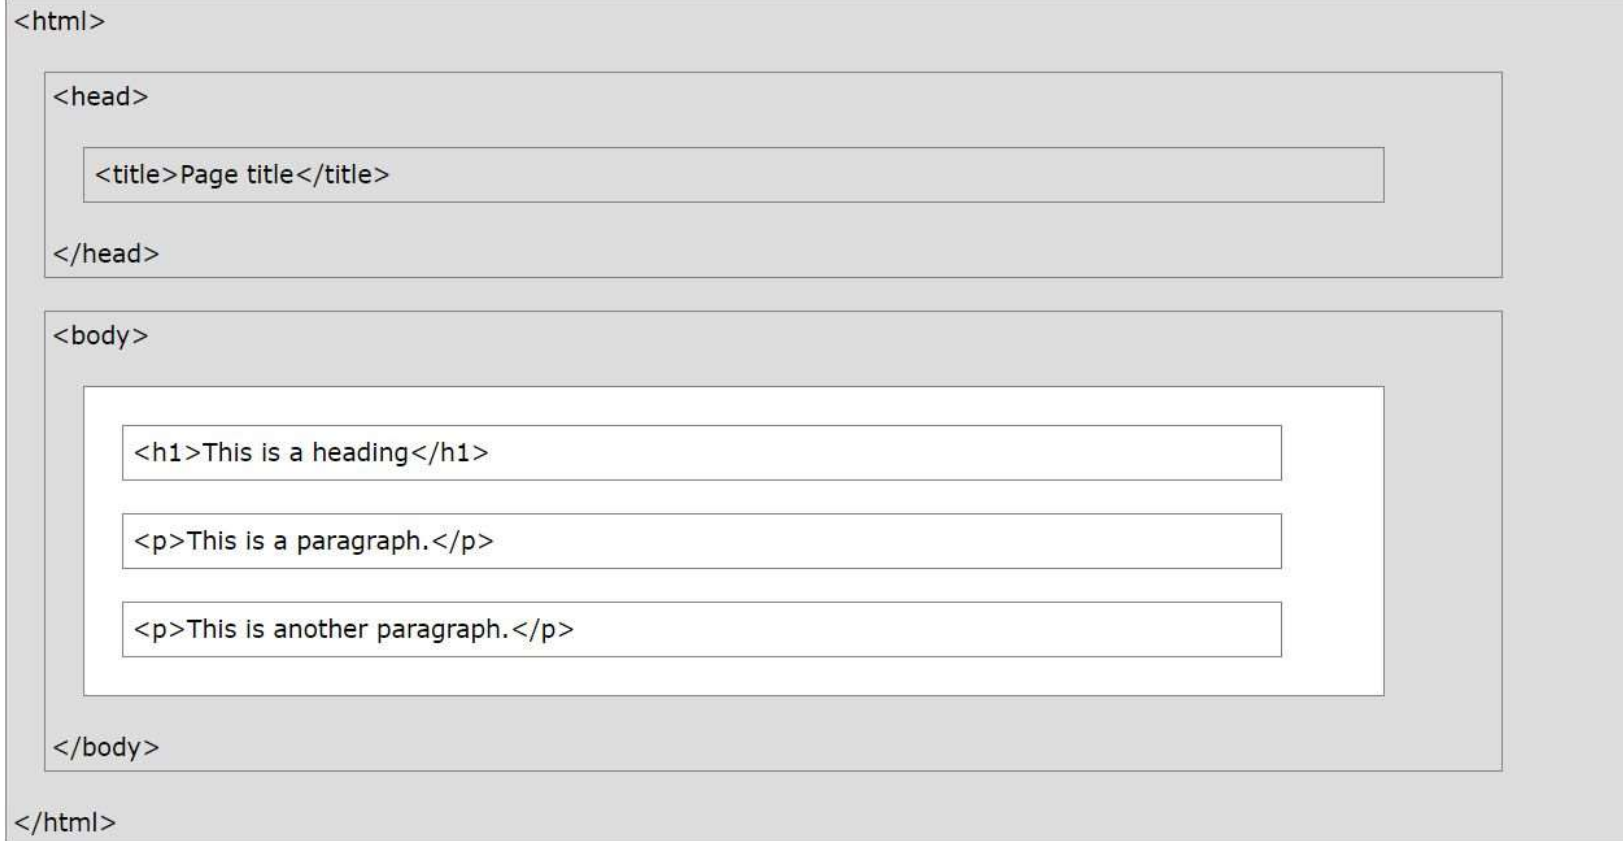 <html>
<head>
<title>Page title</title>
</head>
<body>
<h1>This is a heading</h1>
<p>This is a paragraph.</p>
<p>This is another paragraph.</p>
</body>
</html>